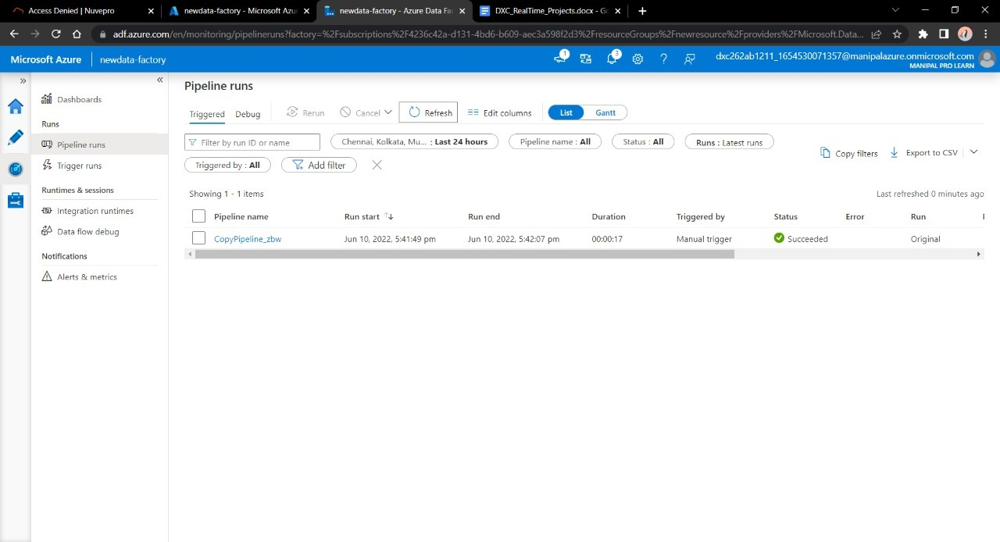 Access Denied | Nuvepro
newdata-factory - Microsoft Azu
newdata-factory - Azure Data Fa
DXC_RealTime_Projects.docx - Go
adf.azure.com/en/monitoring/pipelineruns?factory=%2Fsubscriptions%2F4236c42a-d131-4bd6-b609-aec3a598f2d3%2FresourceGroups%2Fnewresource%2Fproviders%2FMicrosoft.Data...
Microsoft Azure
newdata-factory
1
3
dxc262ab1211_1654530071357@manipalazure.onmicrosoft.com
MANIPAL PRO LEARN
Dashboards
Runs
Pipeline runs
Trigger runs
Runtimes & sessions
Integration runtimes
Data flow debug
Notifications
Alerts & metrics
Pipeline runs
Triggered Debug Rerun Cancel Refresh Edit columns List Gantt
Filter by run ID or name Chennai, Kolkata, Mu... : Last 24 hours Pipeline name : All Status : All Runs : Latest runs
Copy filters Export to CSV
Triggered by : All Add filter
Showing 1 - 1 items
Last refreshed 0 minutes ago
Pipeline name Run start Run end Duration Triggered by Status Error Run
CopyPipeline_zbw Jun 10, 2022, 5:41:49 pm Jun 10, 2022, 5:42:07 pm 00:00:17 Manual trigger Succeeded Original